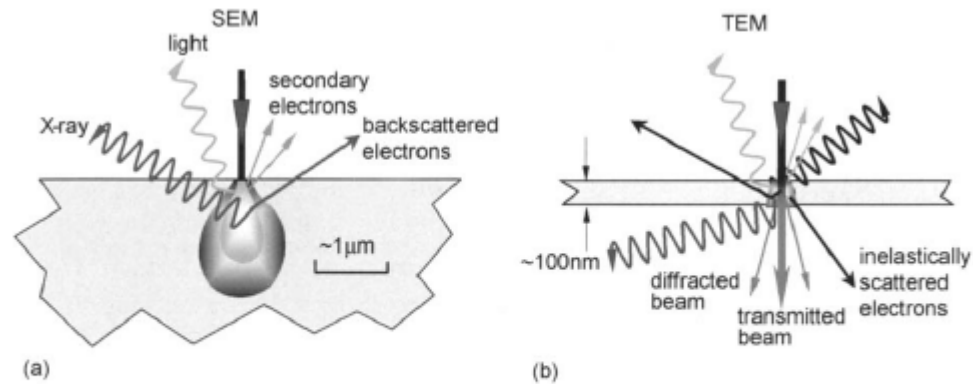 SEM
light
secondary
electrons
X-ray
backscattered
electrons
~1μm
(a)
TEM
~100nm
diffracted
beam
transmitted
beam
inelastically
scattered
electrons
(b)